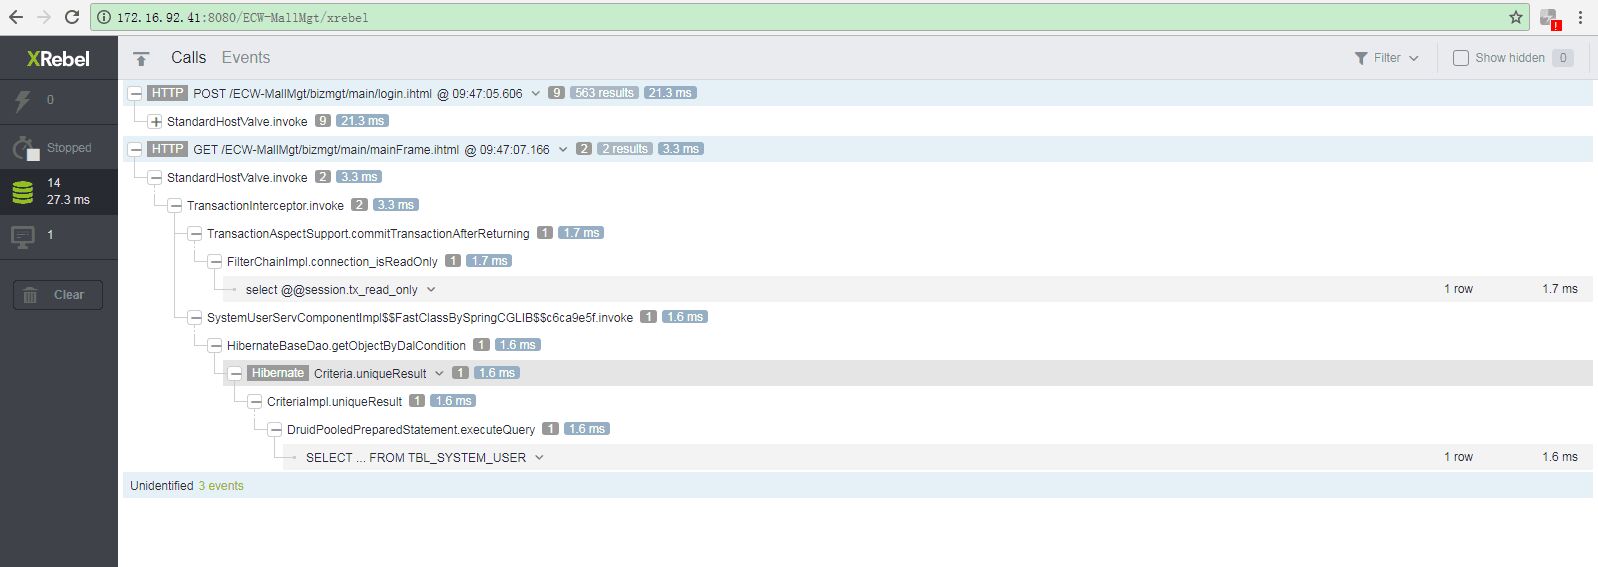 172.16.92.41:8080/ECW-MallMgt/xrebel
XRebel
Calls Events Filter Show hidden 0
0
Stopped
14
27.3 ms
1
Clear
HTTP POST /ECW-MallMgt/bizmgt/main/login.ihtml @ 09:47:05.606 9 563 results 21.3 ms
StandardHostValve.invoke 9 21.3 ms
HTTP GET /ECW-MallMgt/bizmgt/main/mainFrame.ihtml @ 09:47:07.166 2 2 results 3.3 ms
StandardHostValve.invoke 2 3.3 ms
TransactionInterceptor.invoke 2 3.3 ms
TransactionAspectSupport.commitTransactionAfterReturning 1 1.7 ms
FilterChainImpl.connection_isReadOnly 1 1.7 ms
select @@session.tx_read_only 1 row 1.7 ms
SystemUserServComponentImpl$$FastClassBySpringCGLIB$$c6ca9e5f.invoke 1 1.6 ms
HibernateBaseDao.getObjectByDalCondition 1 1.6 ms
Hibernate Criteria.uniqueResult 1 1.6 ms
CriteriaImpl.uniqueResult 1 1.6 ms
DruidPooledPreparedStatement.executeQuery 1 1.6 ms
SELECT ... FROM TBL_SYSTEM_USER 1 row 1.6 ms
Unidentified 3 events